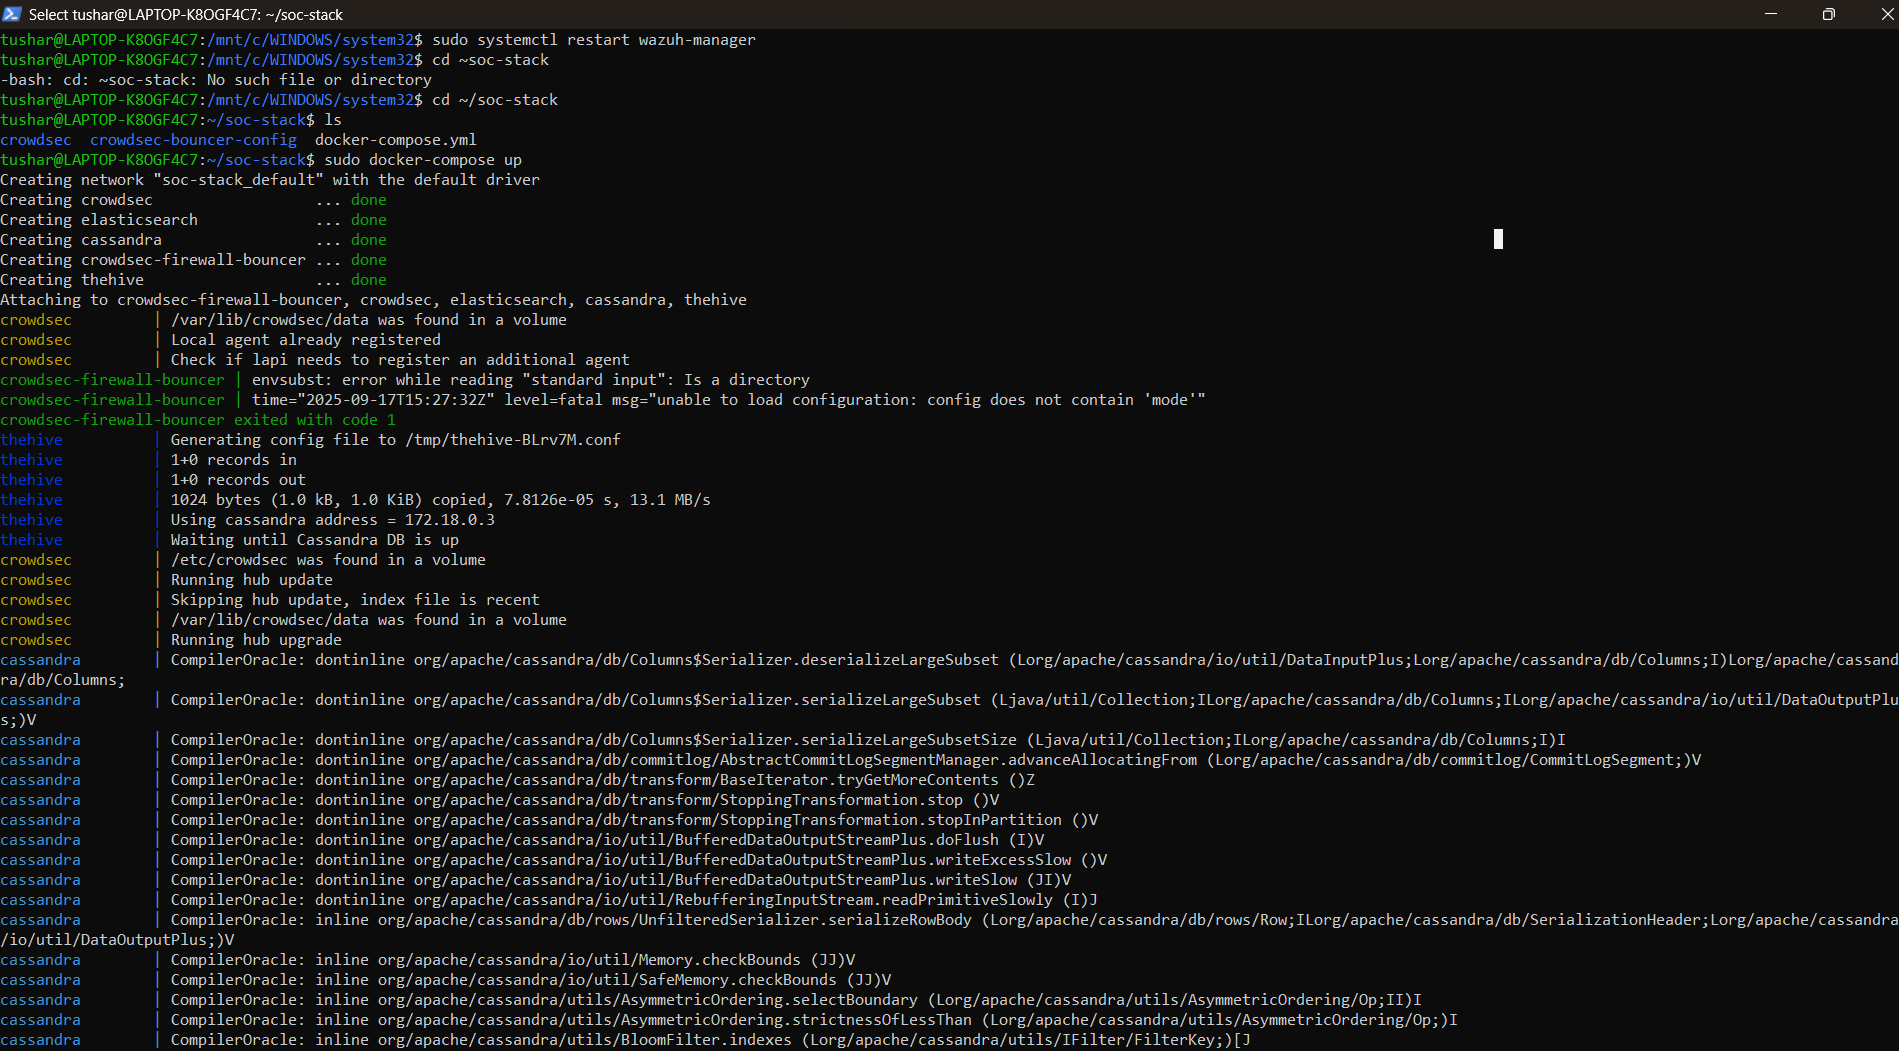 Select tushar@LAPTOP-K8OGF4C7: ~/soc-stack
tushar@LAPTOP-K8OGF4C7:/mnt/c/WINDOWS/system32$ sudo systemctl restart wazuh-manager
tushar@LAPTOP-K8OGF4C7:/mnt/c/WINDOWS/system32$ cd ~soc-stack
-bash: cd: ~soc-stack: No such file or directory
tushar@LAPTOP-K8OGF4C7:/mnt/c/WINDOWS/system32$ cd ~/soc-stack
tushar@LAPTOP-K8OGF4C7:~/soc-stack$ ls
crowdsec  crowdsec-bouncer-config  docker-compose.yml
tushar@LAPTOP-K8OGF4C7:~/soc-stack$ sudo docker-compose up
Creating network "soc-stack_default" with the default driver
Creating crowdsec                  ... done
Creating elasticsearch             ... done
Creating cassandra                 ... done
Creating crowdsec-firewall-bouncer ... done
Creating thehive                   ... done
Attaching to crowdsec-firewall-bouncer, crowdsec, elasticsearch, cassandra, thehive
crowdsec         | /var/lib/crowdsec/data was found in a volume
crowdsec         | Local agent already registered
crowdsec         | Check if lapi needs to register an additional agent
crowdsec-firewall-bouncer | envsubst: error while reading "standard input": Is a directory
crowdsec-firewall-bouncer | time="2025-09-17T15:27:32Z" level=fatal msg="unable to load configuration: config does not contain 'mode'"
crowdsec-firewall-bouncer exited with code 1
thehive          | Generating config file to /tmp/thehive-BLrv7M.conf
thehive          | 1+0 records in
thehive          | 1+0 records out
thehive          | 1024 bytes (1.0 kB, 1.0 KiB) copied, 7.8126e-05 s, 13.1 MB/s
thehive          | Using cassandra address = 172.18.0.3
thehive          | Waiting until Cassandra DB is up
crowdsec         | /etc/crowdsec was found in a volume
crowdsec         | Running hub update
crowdsec         | Skipping hub update, index file is recent
crowdsec         | /var/lib/crowdsec/data was found in a volume
crowdsec         | Running hub upgrade
cassandra        | CompilerOracle: dontinline org/apache/cassandra/db/Columns$Serializer.deserializeLargeSubset (Lorg/apache/cassandra/io/util/DataInputPlus;Lorg/apache/cassandra/db/Columns;I)Lorg/apache/cassand
ra/db/Columns;
cassandra        | CompilerOracle: dontinline org/apache/cassandra/db/Columns$Serializer.serializeLargeSubset (Ljava/util/Collection;ILorg/apache/cassandra/db/Columns;ILorg/apache/cassandra/io/util/DataOutputPlu
s;)V
cassandra        | CompilerOracle: dontinline org/apache/cassandra/db/Columns$Serializer.serializeLargeSubsetSize (Ljava/util/Collection;ILorg/apache/cassandra/db/Columns;I)I
cassandra        | CompilerOracle: dontinline org/apache/cassandra/db/commitlog/AbstractCommitLogSegmentManager.advanceAllocatingFrom (Lorg/apache/cassandra/db/commitlog/CommitLogSegment;)V
cassandra        | CompilerOracle: dontinline org/apache/cassandra/db/transform/BaseIterator.tryGetMoreContents ()Z
cassandra        | CompilerOracle: dontinline org/apache/cassandra/db/transform/StoppingTransformation.stop ()V
cassandra        | CompilerOracle: dontinline org/apache/cassandra/db/transform/StoppingTransformation.stopInPartition ()V
cassandra        | CompilerOracle: dontinline org/apache/cassandra/io/util/BufferedDataOutputStreamPlus.doFlush (I)V
cassandra        | CompilerOracle: dontinline org/apache/cassandra/io/util/BufferedDataOutputStreamPlus.writeExcessSlow ()V
cassandra        | CompilerOracle: dontinline org/apache/cassandra/io/util/BufferedDataOutputStreamPlus.writeSlow (JI)V
cassandra        | CompilerOracle: dontinline org/apache/cassandra/io/util/RebufferingInputStream.readPrimitiveSlowly (I)J
cassandra        | CompilerOracle: inline org/apache/cassandra/db/rows/UnfilteredSerializer.serializeRowBody (Lorg/apache/cassandra/db/rows/Row;ILorg/apache/cassandra/db/SerializationHeader;Lorg/apache/cassandra
/io/util/DataOutputPlus;)V
cassandra        | CompilerOracle: inline org/apache/cassandra/io/util/Memory.checkBounds (JJ)V
cassandra        | CompilerOracle: inline org/apache/cassandra/io/util/SafeMemory.checkBounds (JJ)V
cassandra        | CompilerOracle: inline org/apache/cassandra/utils/AsymmetricOrdering.selectBoundary (Lorg/apache/cassandra/utils/AsymmetricOrdering/Op;II)I
cassandra        | CompilerOracle: inline org/apache/cassandra/utils/AsymmetricOrdering.strictnessOfLessThan (Lorg/apache/cassandra/utils/AsymmetricOrdering/Op;)I
cassandra        | CompilerOracle: inline org/apache/cassandra/utils/BloomFilter.indexes (Lorg/apache/cassandra/utils/IFilter/FilterKey;)[J